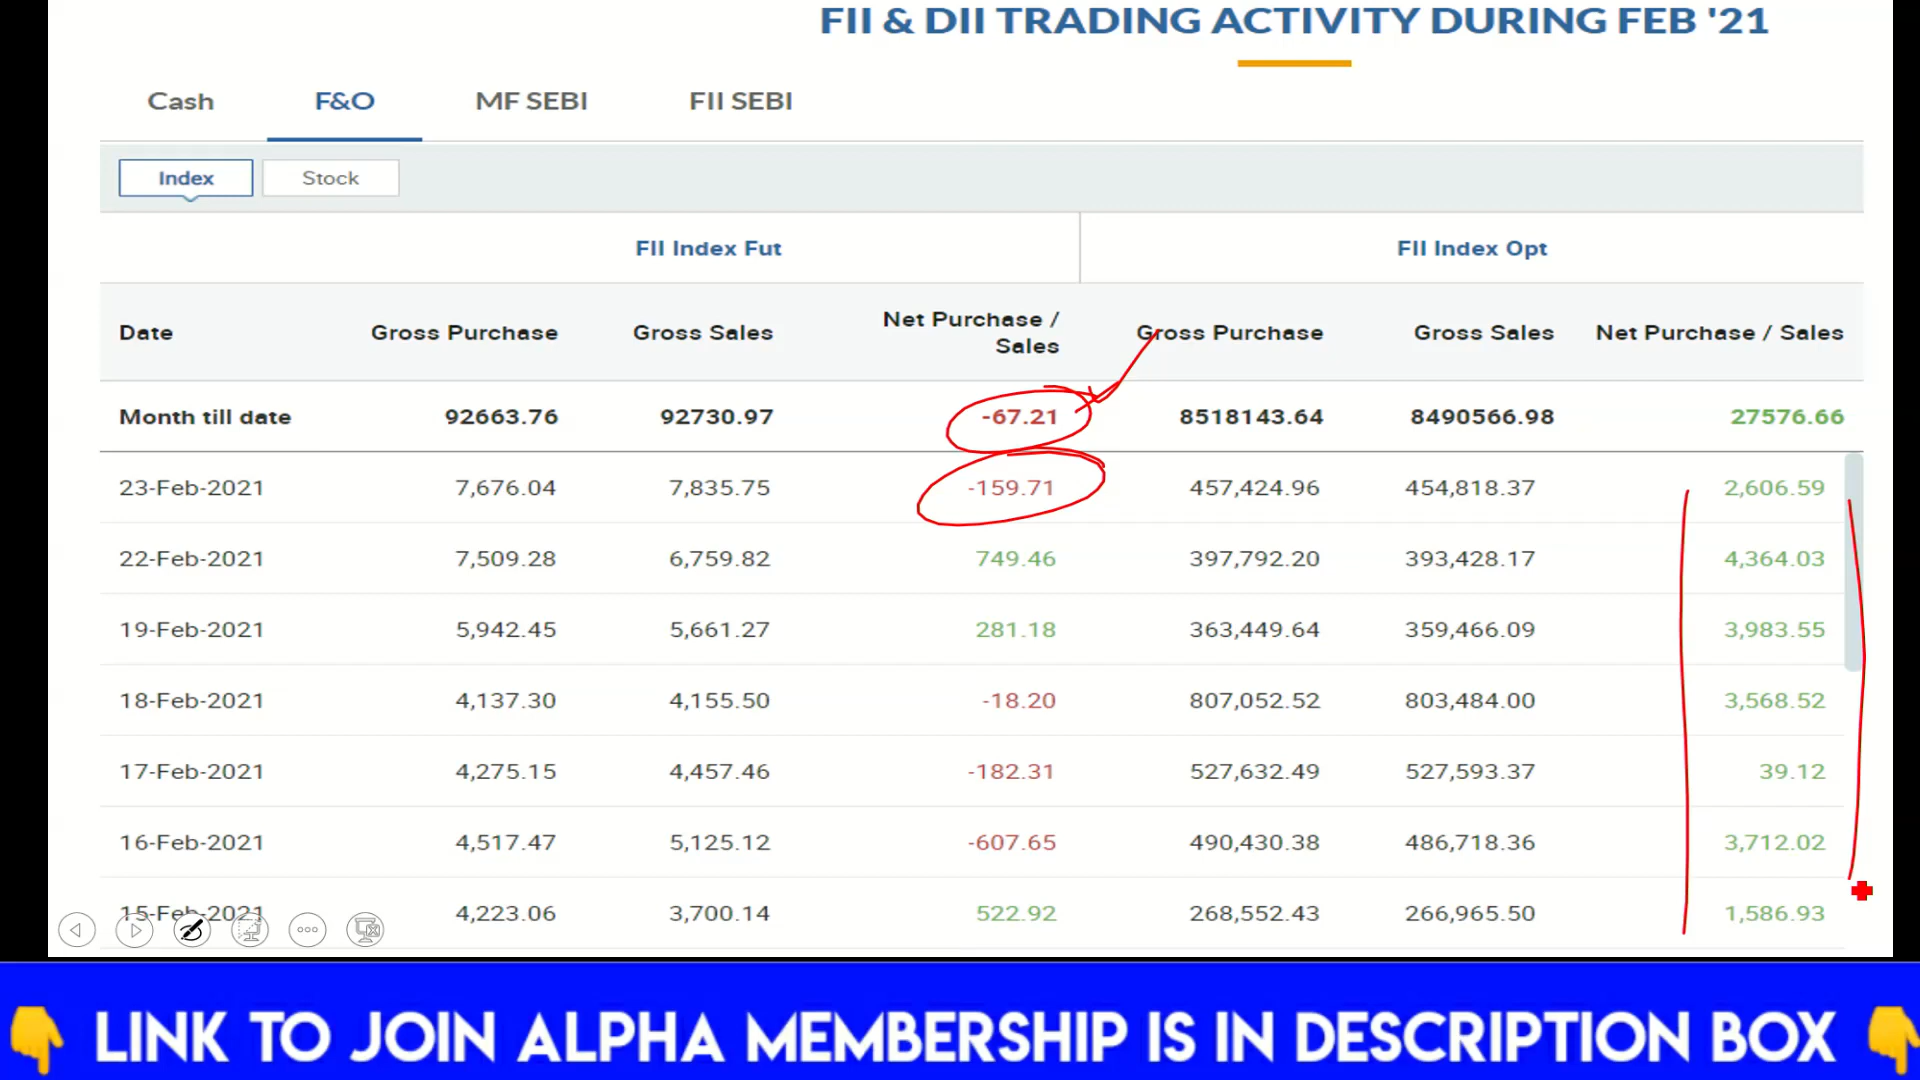 FII & DII TRADING ACTIVITY DURING FEB '21
Cash F&O MF SEBI FII SEBI
Index Stock
FII Index Fut FII Index Opt
Date Gross Purchase Gross Sales Net Purchase / Sales Gross Purchase Gross Sales Net Purchase / Sales
Month till date 92663.76 92730.97 -67.21 8518143.64 8490566.98 27576.66
23-Feb-2021 7,676.04 7,835.75 -159.71 457,424.96 454,818.37 2,606.59
22-Feb-2021 7,509.28 6,759.82 749.46 397,792.20 393,428.17 4,364.03
19-Feb-2021 5,942.45 5,661.27 281.18 363,449.64 359,466.09 3,983.55
18-Feb-2021 4,137.30 4,155.50 -18.20 807,052.52 803,484.00 3,568.52
17-Feb-2021 4,275.15 4,457.46 -182.31 527,632.49 527,593.37 39.12
16-Feb-2021 4,517.47 5,125.12 -607.65 490,430.38 486,718.36 3,712.02
15-Feb-2021 4,223.06 3,700.14 522.92 268,552.43 266,965.50 1,586.93
LINK TO JOIN ALPHA MEMBERSHIP IS IN DESCRIPTION BOX